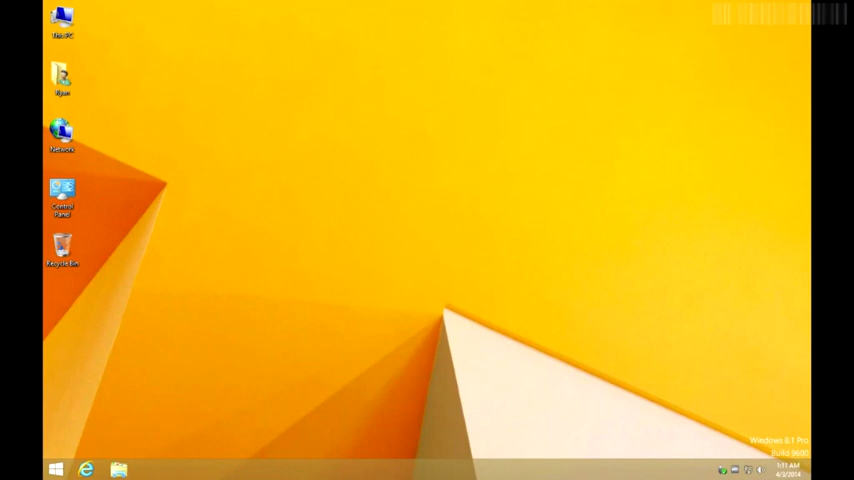 This PC
Ryan
Network
Control
Panel
Recycle Bin
Windows 8.1 Pro
Build 9600
1:11 AM
4/3/2014